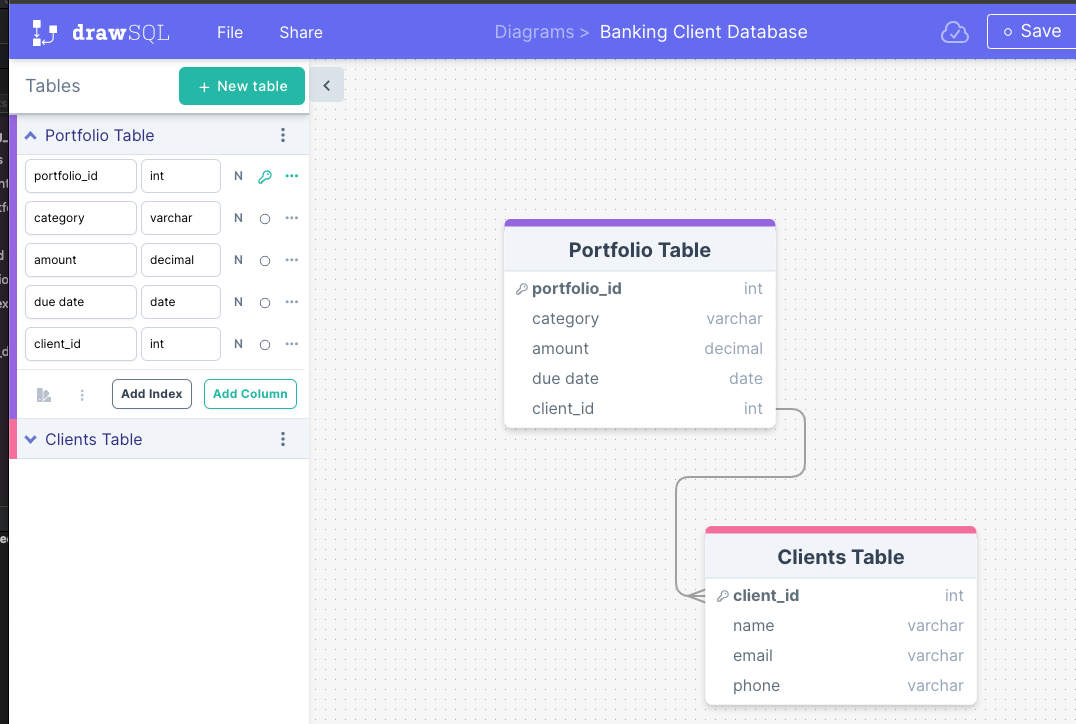 drawSQL File Share Diagrams > Banking Client Database Save
Tables + New table
Portfolio Table
portfolio_id int N
category varchar N
amount decimal N
due date date N
client_id int N
Add Index Add Column
Clients Table
Portfolio Table
portfolio_id int
category varchar
amount decimal
due date date
client_id int
Clients Table
client_id int
name varchar
email varchar
phone varchar